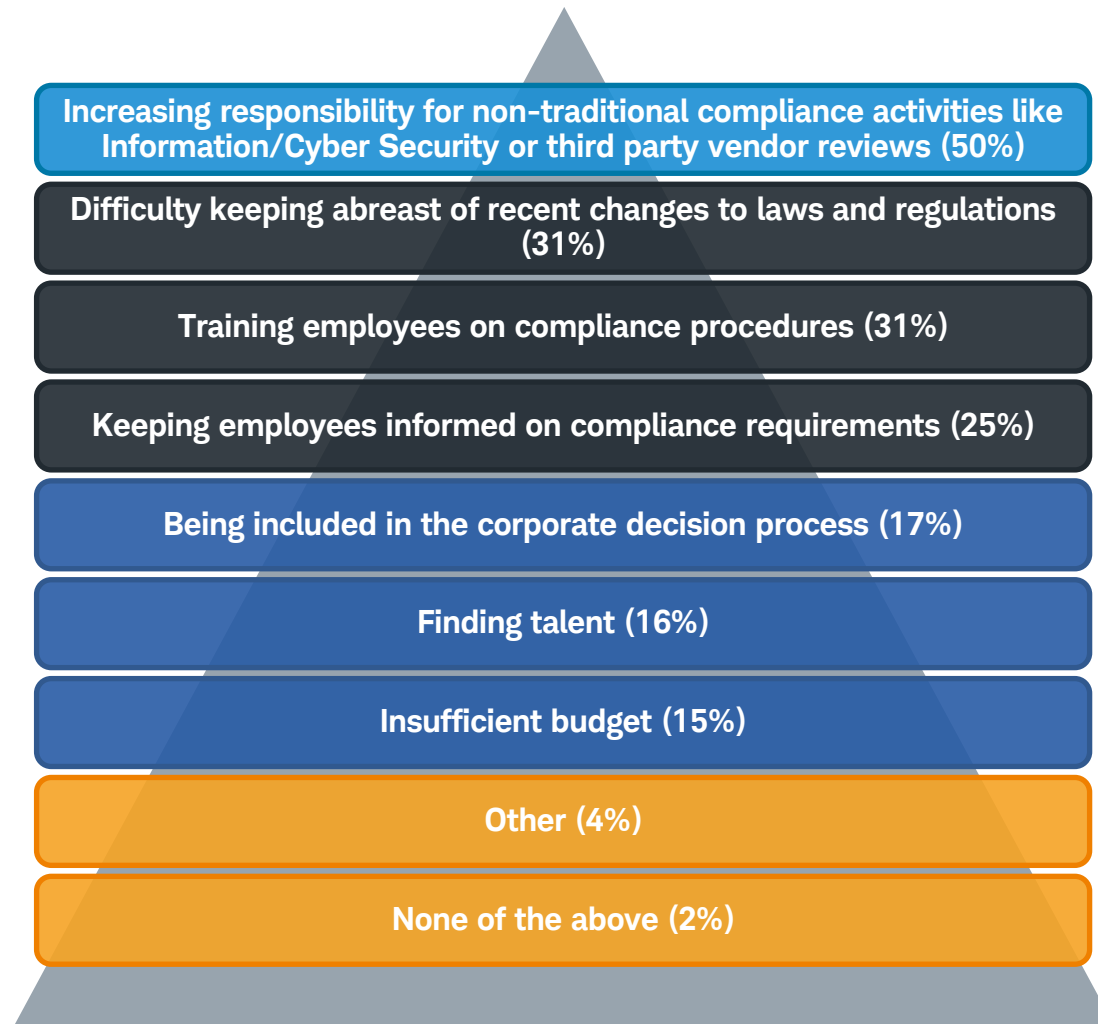 Increasing responsibility for non-traditional compliance activities like
Information/Cyber Security or third party vendor reviews (50%)
Difficulty keeping abreast of recent changes to laws and regulations
(31%)
Training employees on compliance procedures (31%)
Keeping employees informed on compliance requirements (25%)
Being included in the corporate decision process (17%)
Finding talent (16%)
Insufficient budget (15%)
Other (4%)
None of the above (2%)